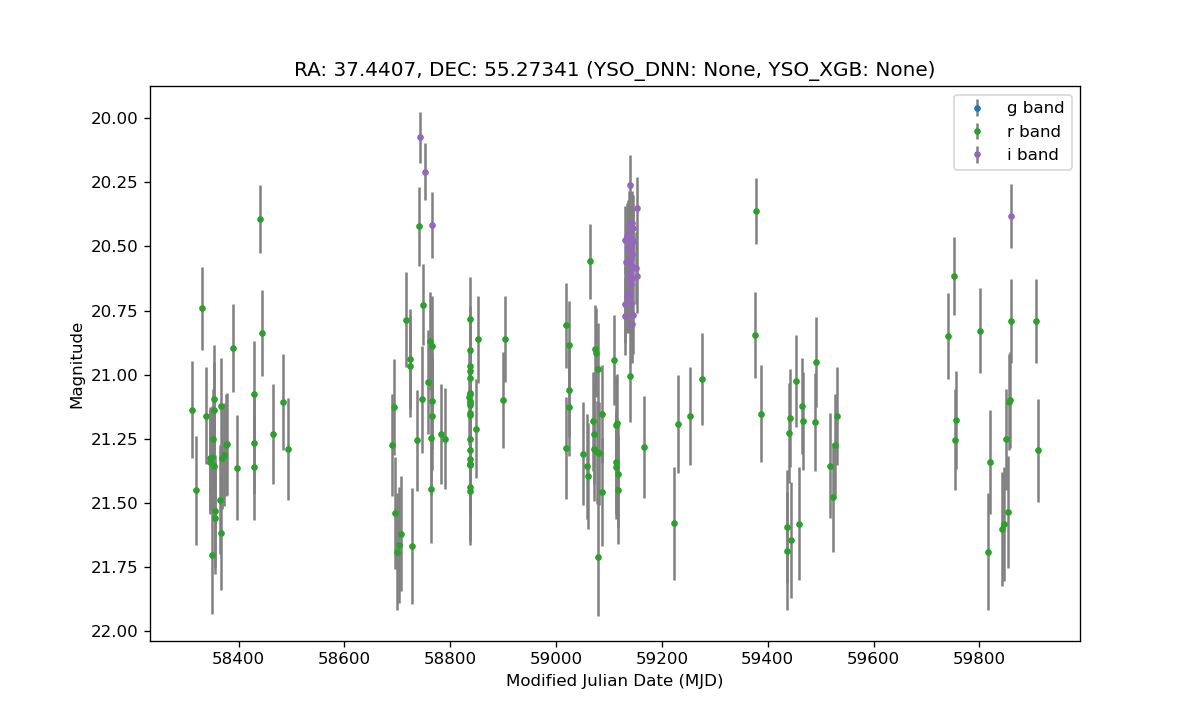 RA: 37.4407, DEC: 55.27341 (YSO_DNN: None, YSO_XGB: None)
g band
r band
i band
20.00
20.25
20.50
20.75
21.00
21.25
21.50
21.75
22.00
Magnitude
58400 58600 58800 59000 59200 59400 59600 59800
Modified Julian Date (MJD)